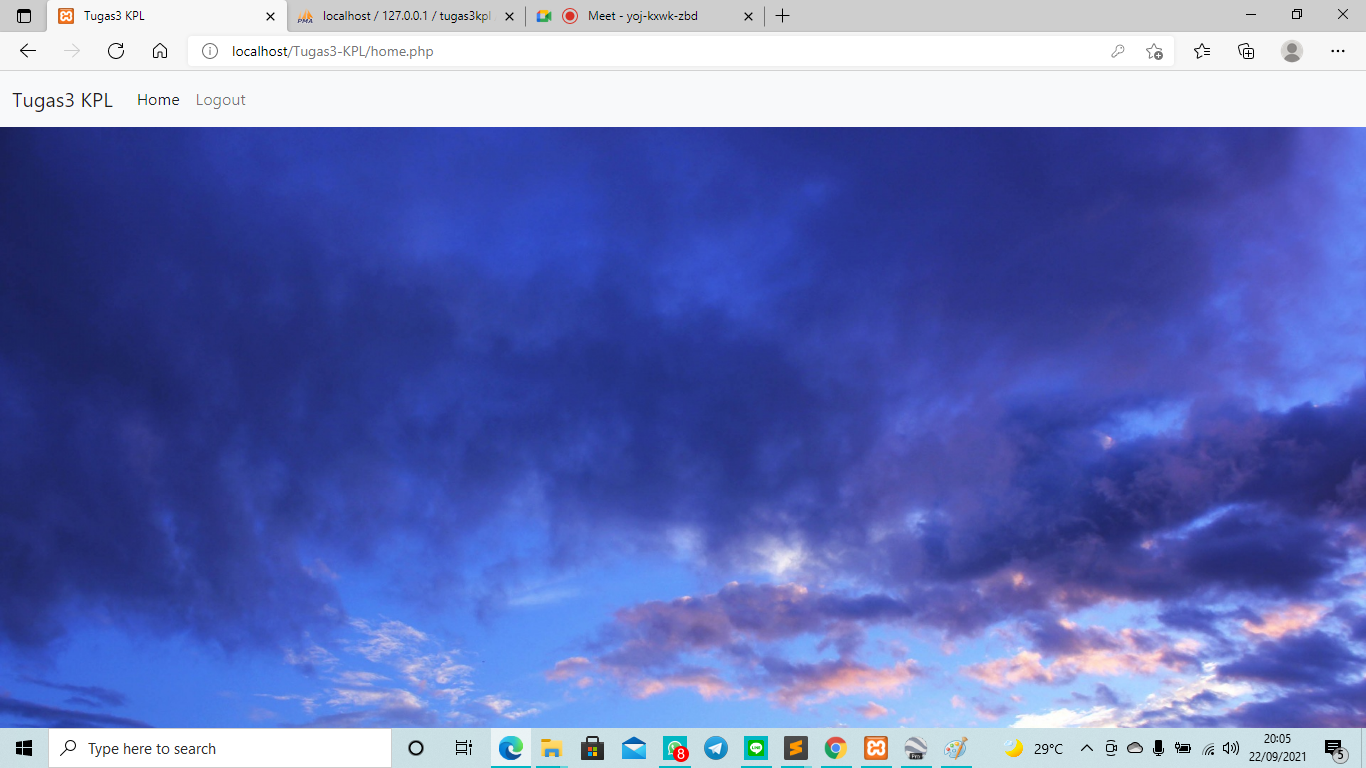 Tugas3 KPL
localhost / 127.0.0.1 / tugas3kpl
Meet - yoj-kxwk-zbd
localhost/Tugas3-KPL/home.php
Tugas3 KPL Home Logout
Type here to search
8
Pro
29°C
20:05
22/09/2021
5